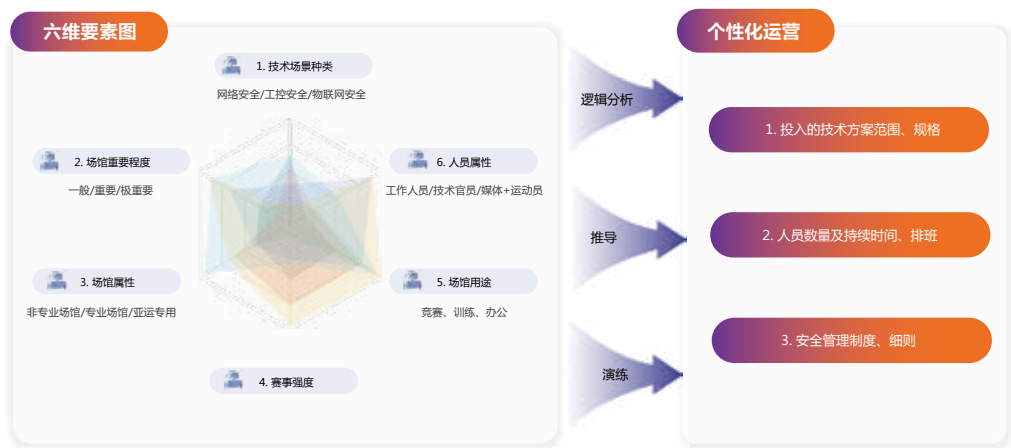 六维要素图
1. 技术场景种类
网络安全/工控安全/物联网安全
2. 场馆重要程度
一般/重要/极重要
6. 人员属性
工作人员/技术官员/媒体+运动员
3. 场馆属性
非专业场馆/专业场馆/亚运专用
5. 场馆用途
竞赛、训练、办公
4. 赛事强度
逻辑分析
推导
演练
个性化运营
1. 投入的技术方案范围、规格
2. 人员数量及持续时间、排班
3. 安全管理制度、细则